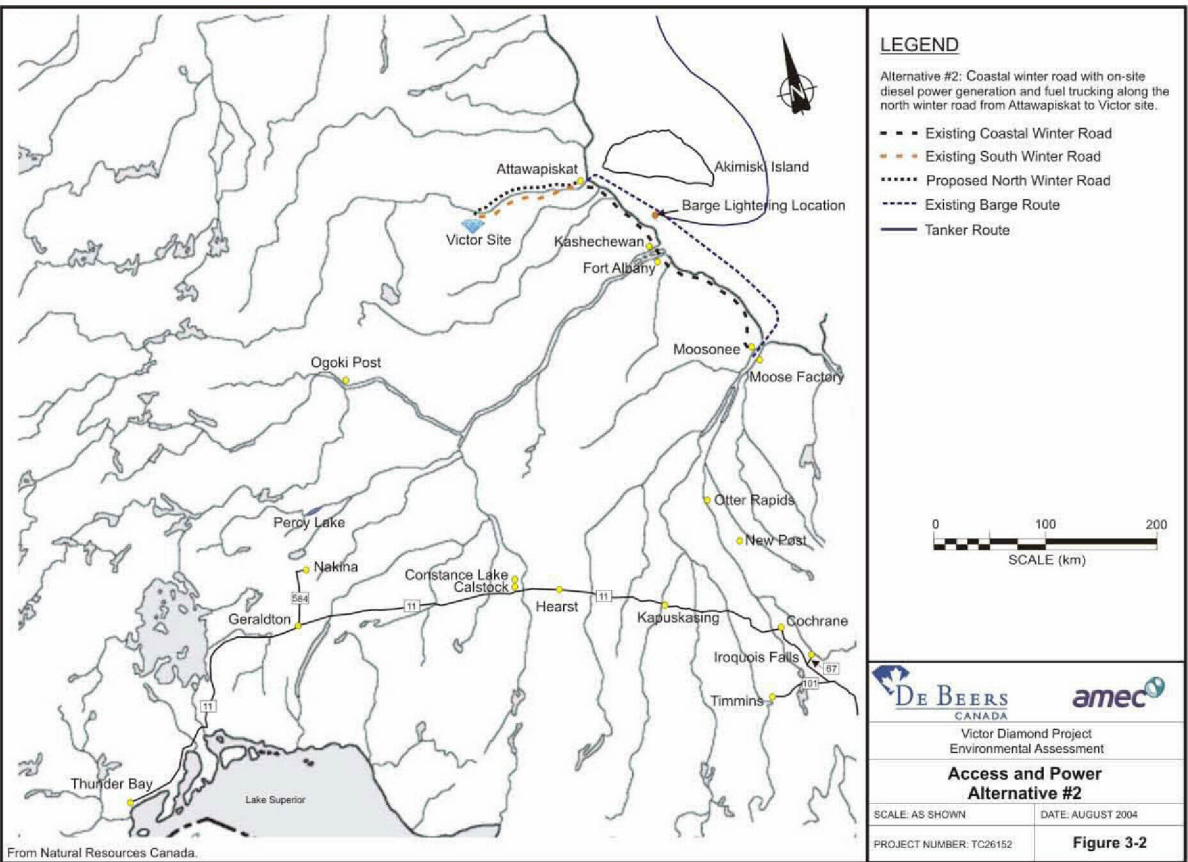 Attawapiskat
Akimiski Island
Barge Lightering Location
Victor Site
Kashechewan
Fort Albany
Moosonee
Moose Factory
Ogoki Post
Otter Rapids
Percy Lake
New Post
Nakina
Constance Lake
Calstock
584
11
Hearst
11
Geraldton
Kapuskasing
Cochrane
Iroquois Falls
67
101
Timmins
11
Thunder Bay
Lake Superior
From Natural Resources Canada.
N
LEGEND
Alternative #2: Coastal winter road with on-site
diesel power generation and fuel trucking along the
north winter road from Attawapiskat to Victor site.
Existing Coastal Winter Road
Existing South Winter Road
Proposed North Winter Road
Existing Barge Route
Tanker Route
0 100 200
SCALE (km)
DE BEERS
CANADA
amec
Victor Diamond Project
Environmental Assessment
Access and Power
Alternative #2
SCALE: AS SHOWN DATE: AUGUST 2004
PROJECT NUMBER: TC26152 Figure 3-2